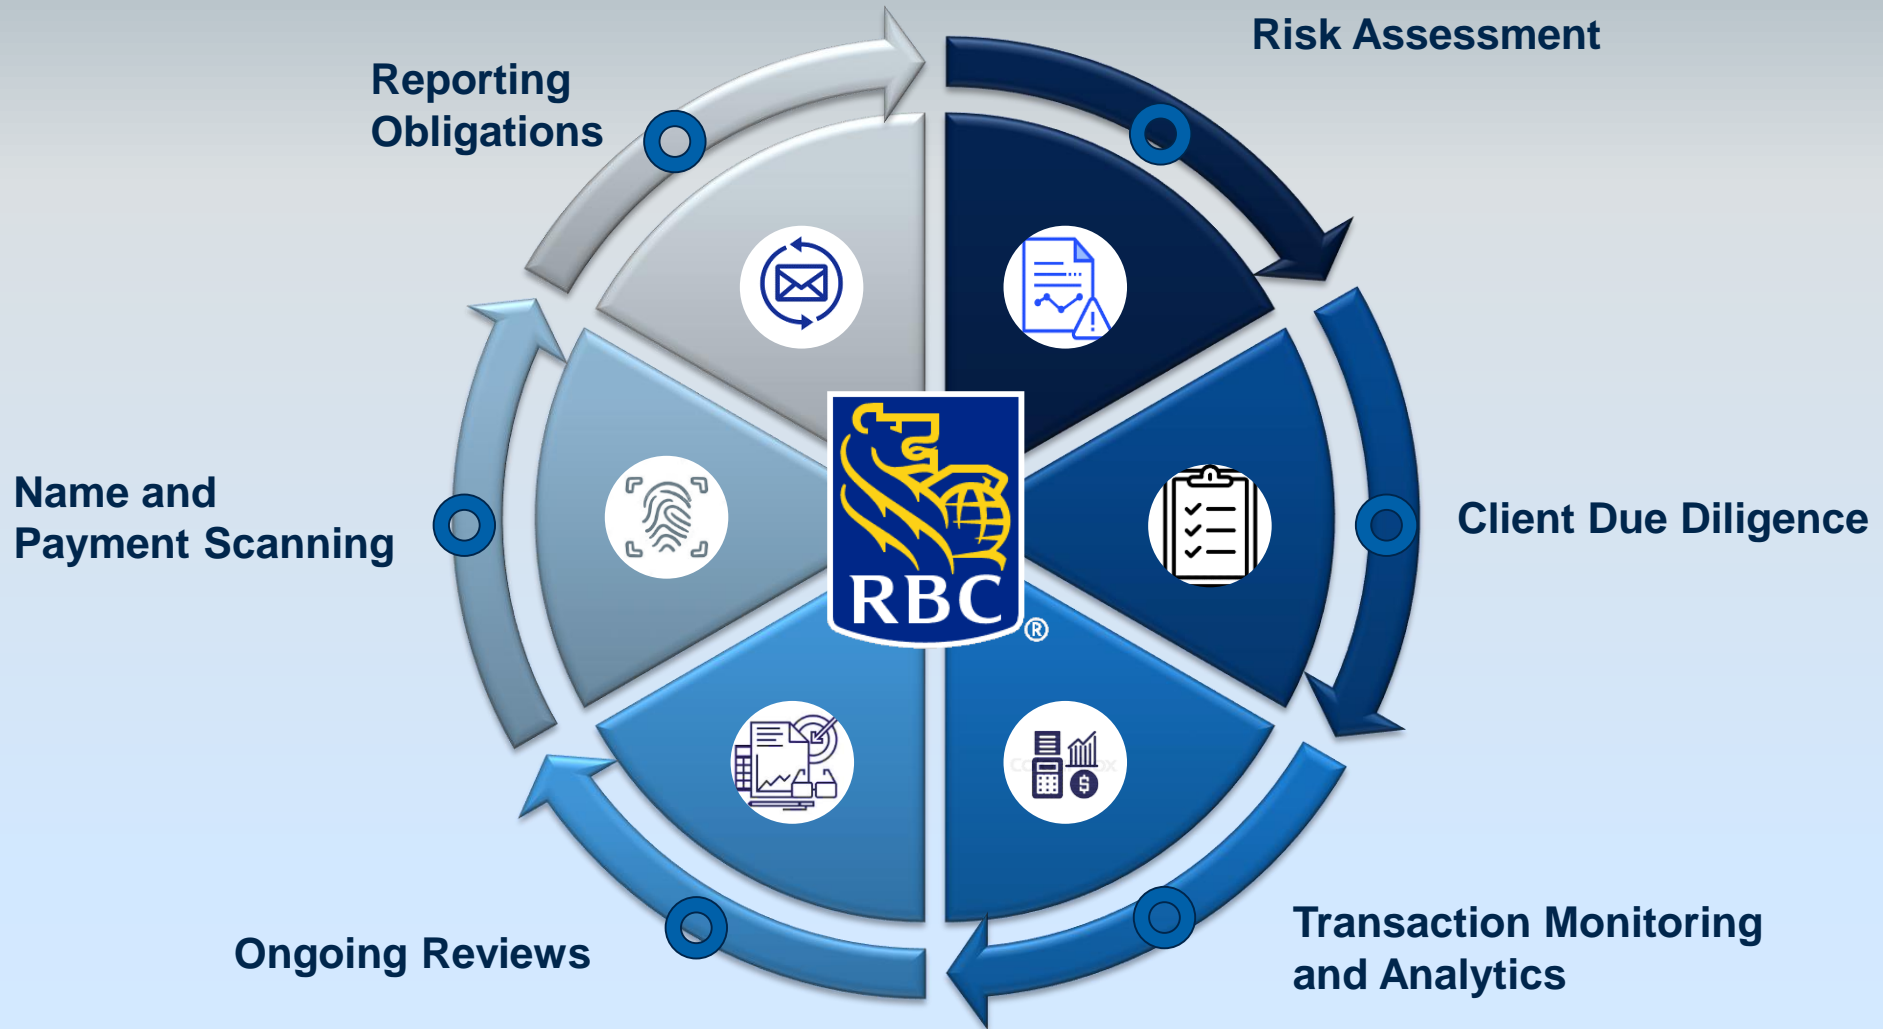 Risk Assessment
Reporting
Obligations
Name and
Payment Scanning
RBC
®
Client Due Diligence
Ongoing Reviews
Transaction Monitoring
and Analytics